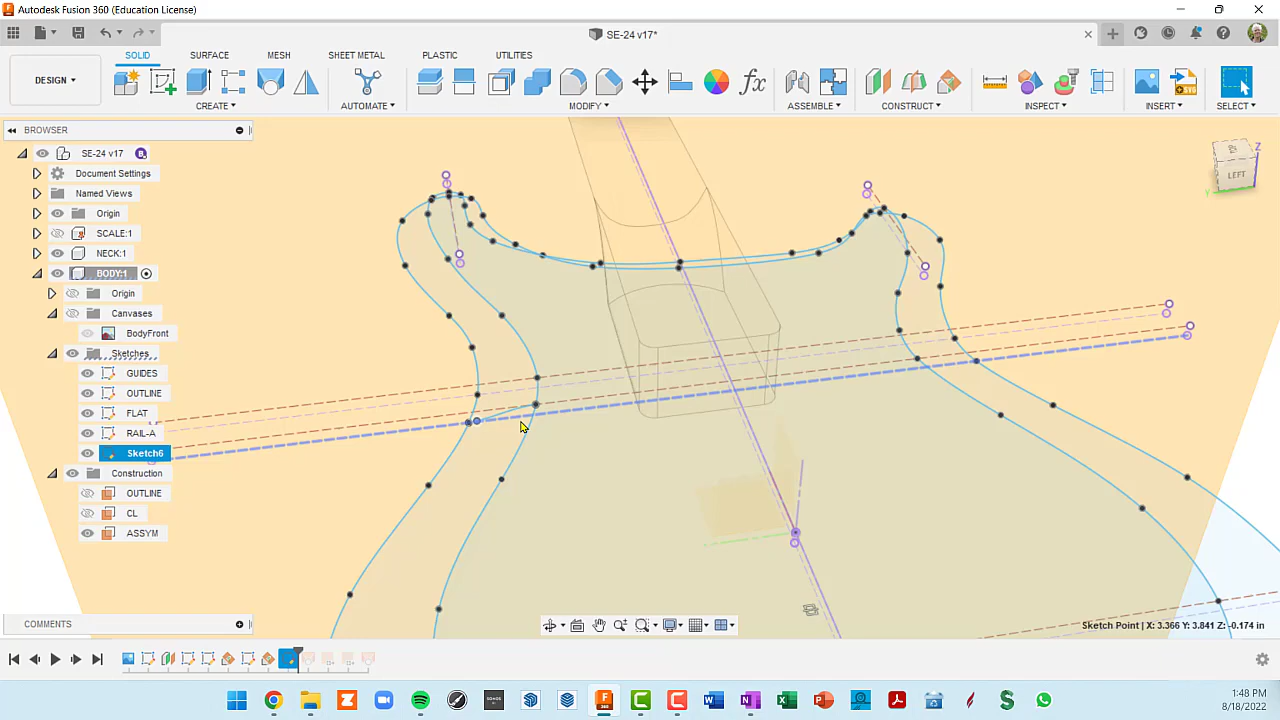 Autodesk Fusion 360 (Education License)
SE-24 v17*
DESIGN
SOLID SURFACE MESH SHEET METAL PLASTIC UTILITIES
CREATE AUTOMATE MODIFY ASSEMBLE CONSTRUCT INSPECT INSERT SELECT
BROWSER
SE-24 v17
Document Settings
Named Views
Origin
SCALE:1
NECK:1
BODY:1
Origin
Canvases
BodyFront
Sketches
GUIDES
OUTLINE
FLAT
RAIL-A
Sketch6
Construction
OUTLINE
CL
ASSYM
LEFT
Z
Y
COMMENTS
Sketch Point | X: 3.366 Y: 3.841 Z: -0.174 in
1:48 PM
8/18/2022